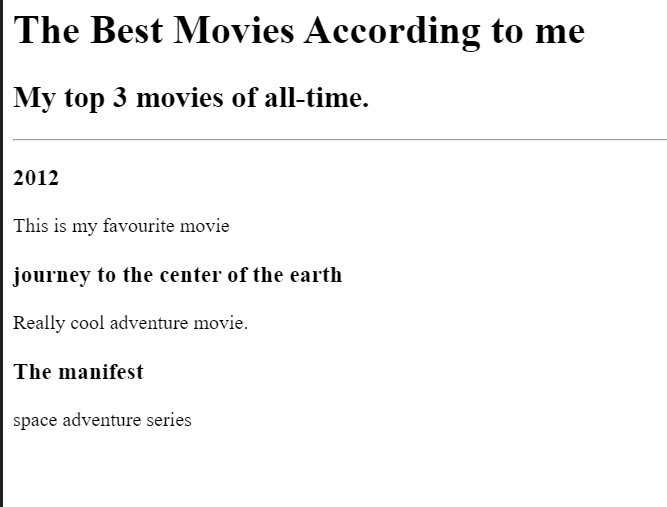 The Best Movies According to me
My top 3 movies of all-time.
2012
This is my favourite movie
journey to the center of the earth
Really cool adventure movie.
The manifest
space adventure series